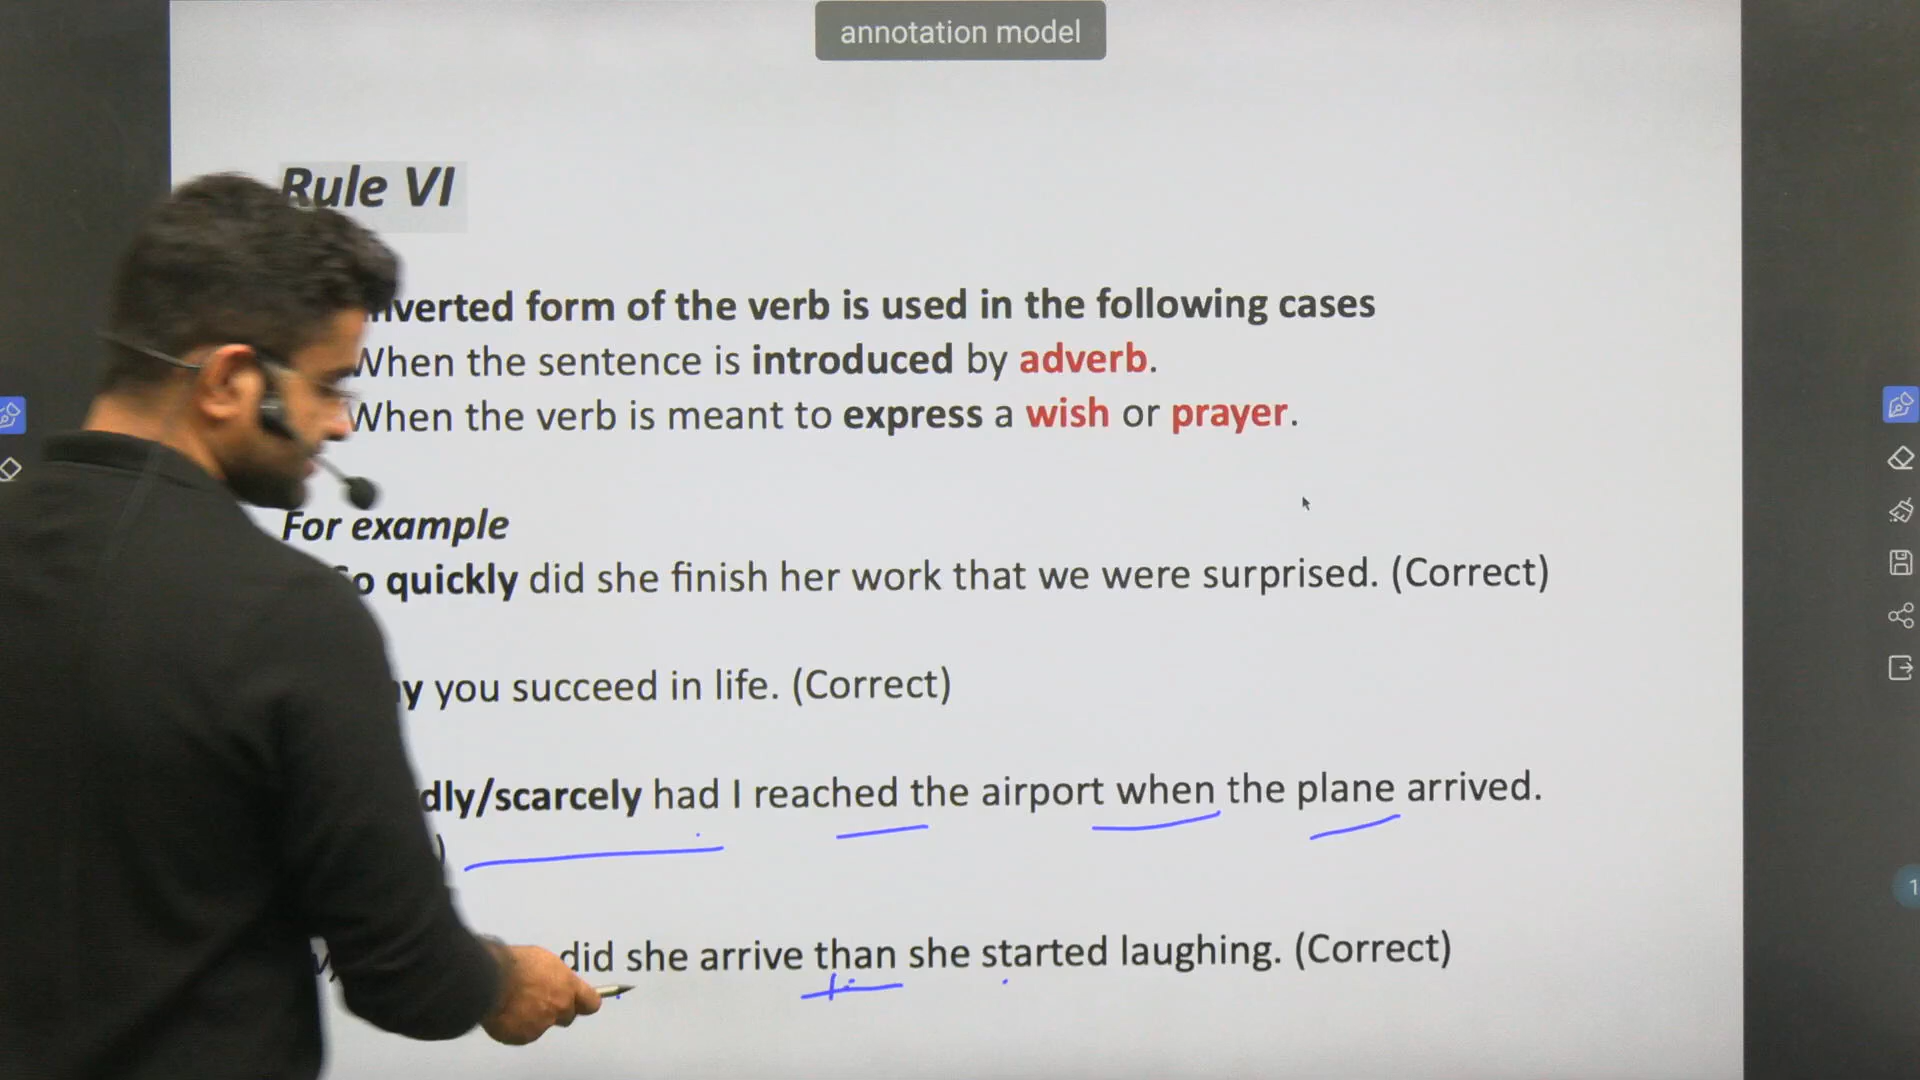 annotation model
Rule VI
verted form of the verb is used in the following cases
When the sentence is introduced by adverb.
When the verb is meant to express a wish or prayer.
For example
So quickly did she finish her work that we were surprised. (Correct)
you succeed in life. (Correct)
dly/scarcely had I reached the airport when the plane arrived.
)
did she arrive than she started laughing. (Correct)
1